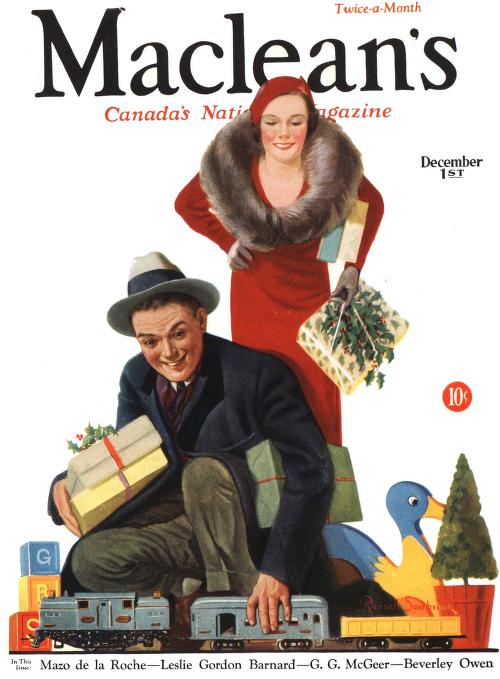 Twice-a-Month
Maclean's
Canada's Nati agazine
December
1ST
10¢
G
In This
Issue:
Mazo de la Roche—Leslie Gordon Barnard—G. G. McGeer—Beverley Owen